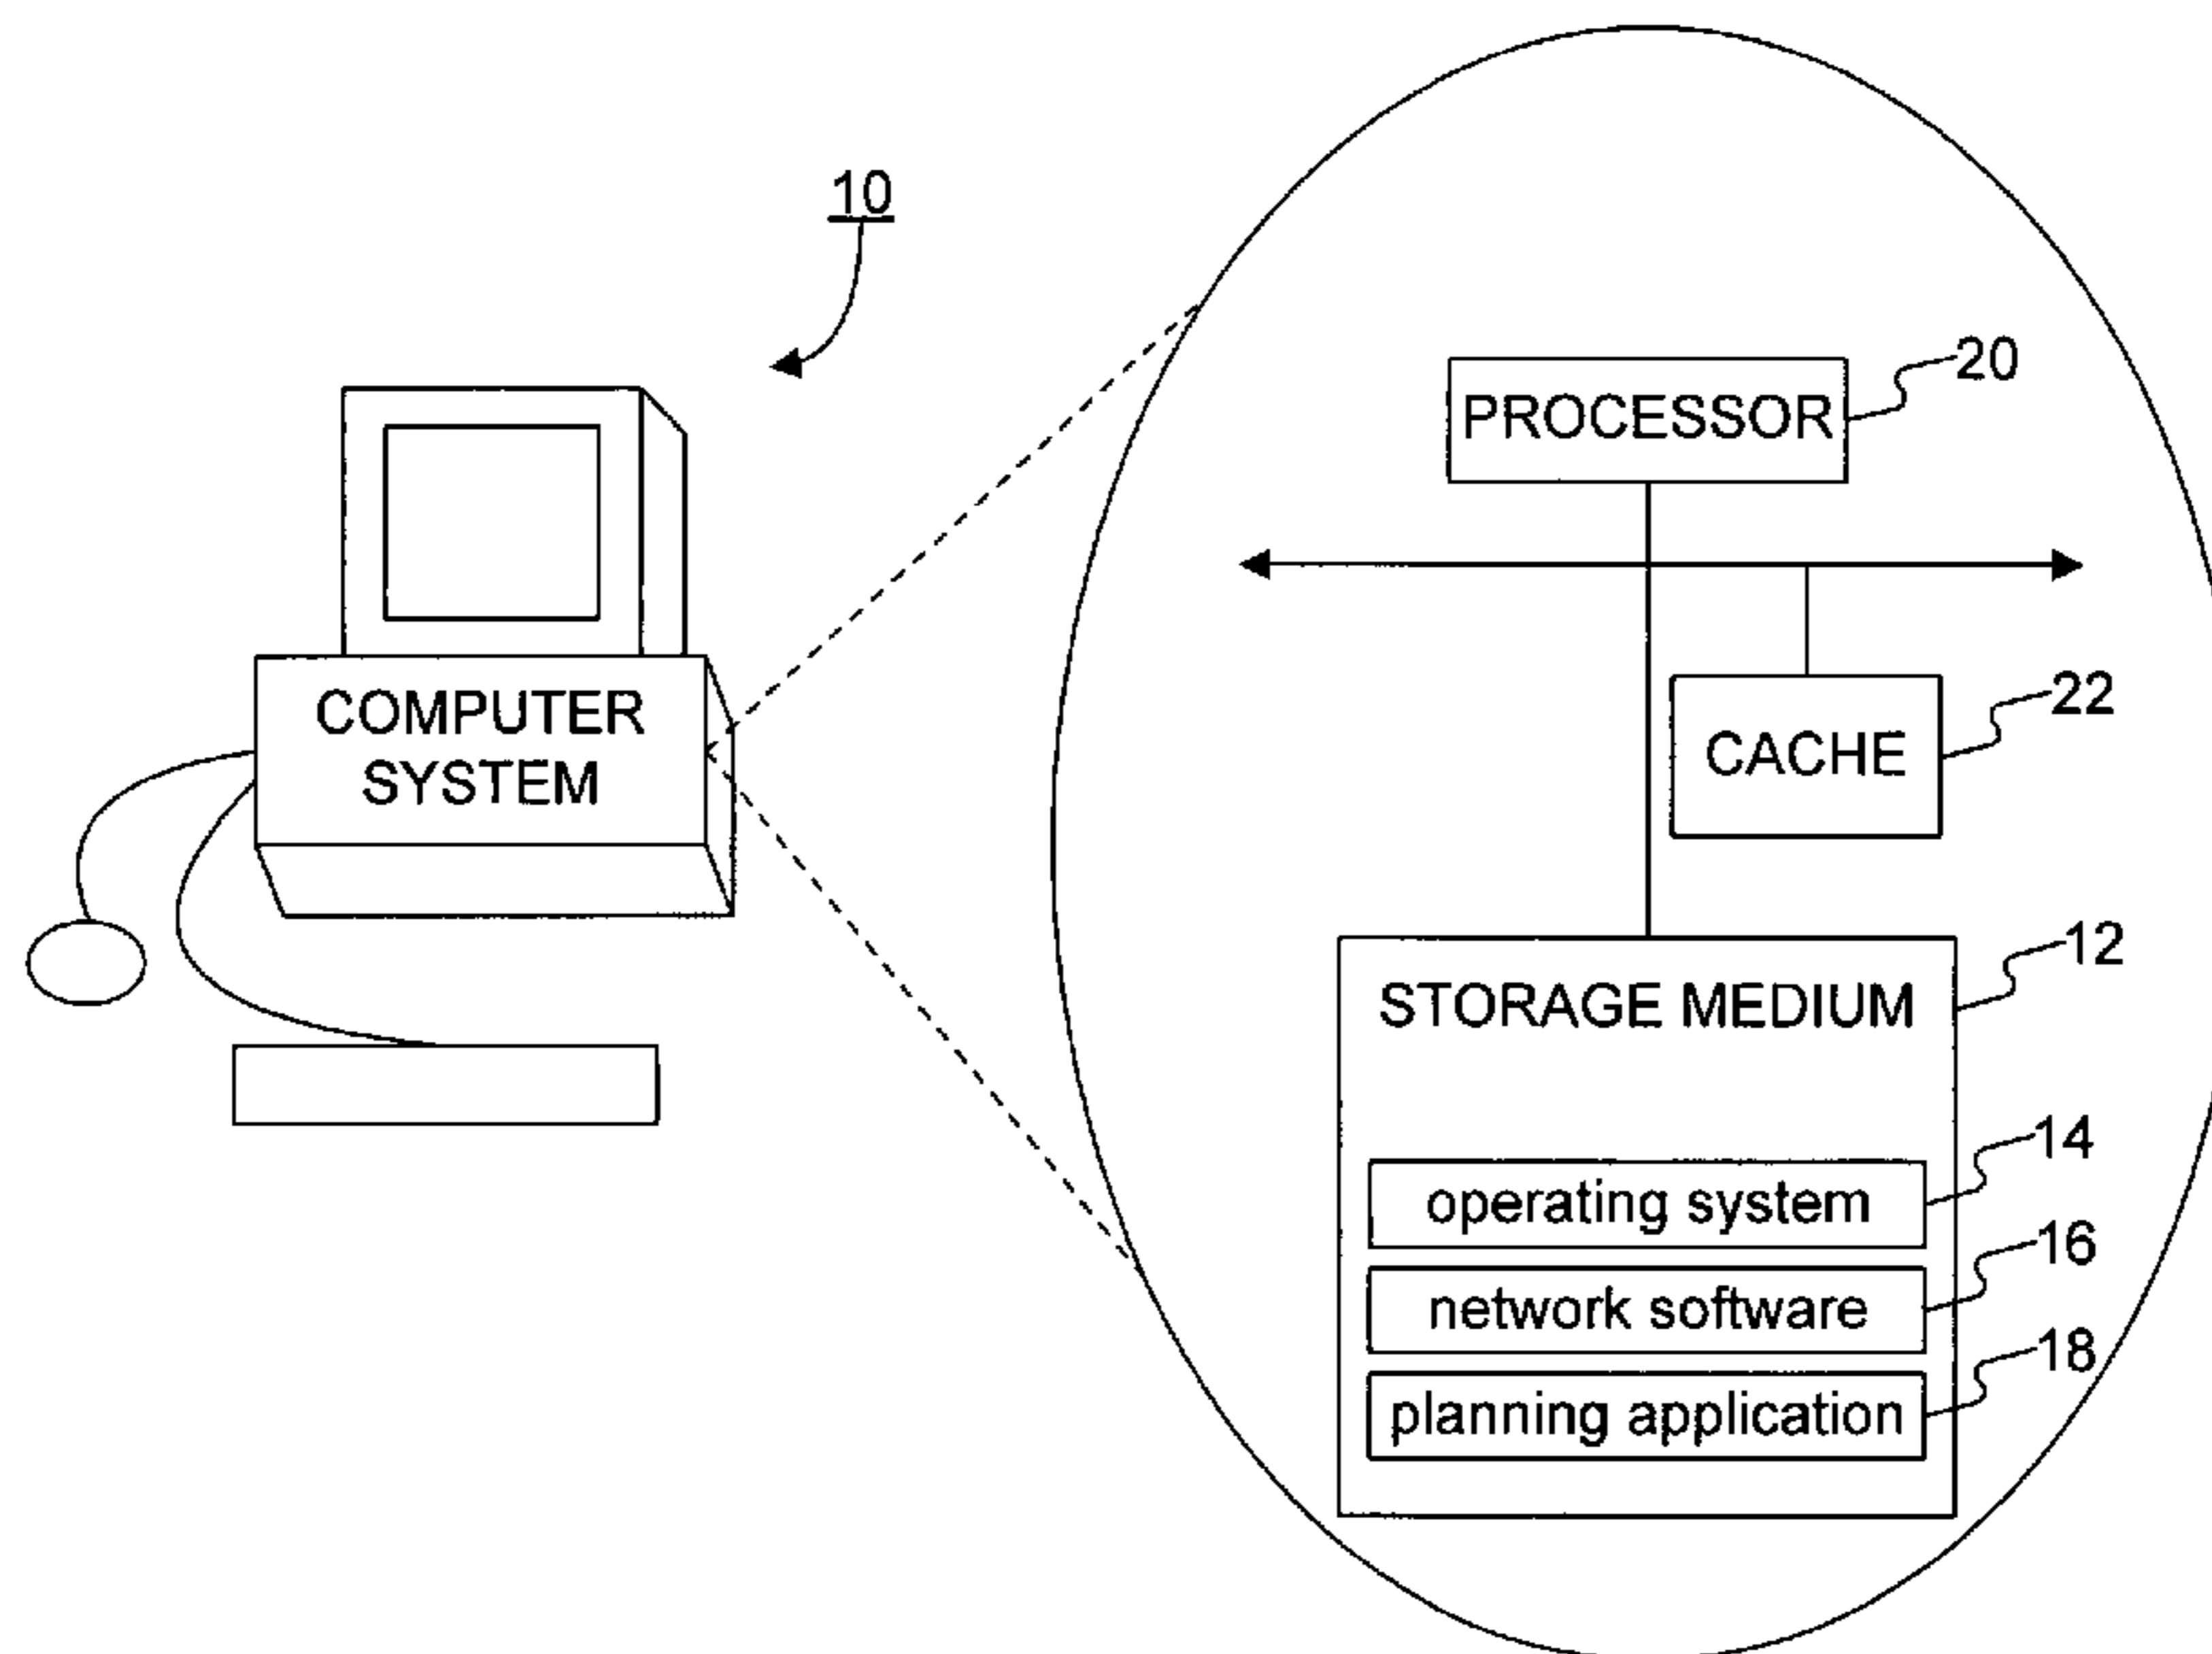 10
COMPUTER
SYSTEM
20
PROCESSOR
22
CACHE
12
STORAGE MEDIUM
14
operating system
16
network software
18
planning application